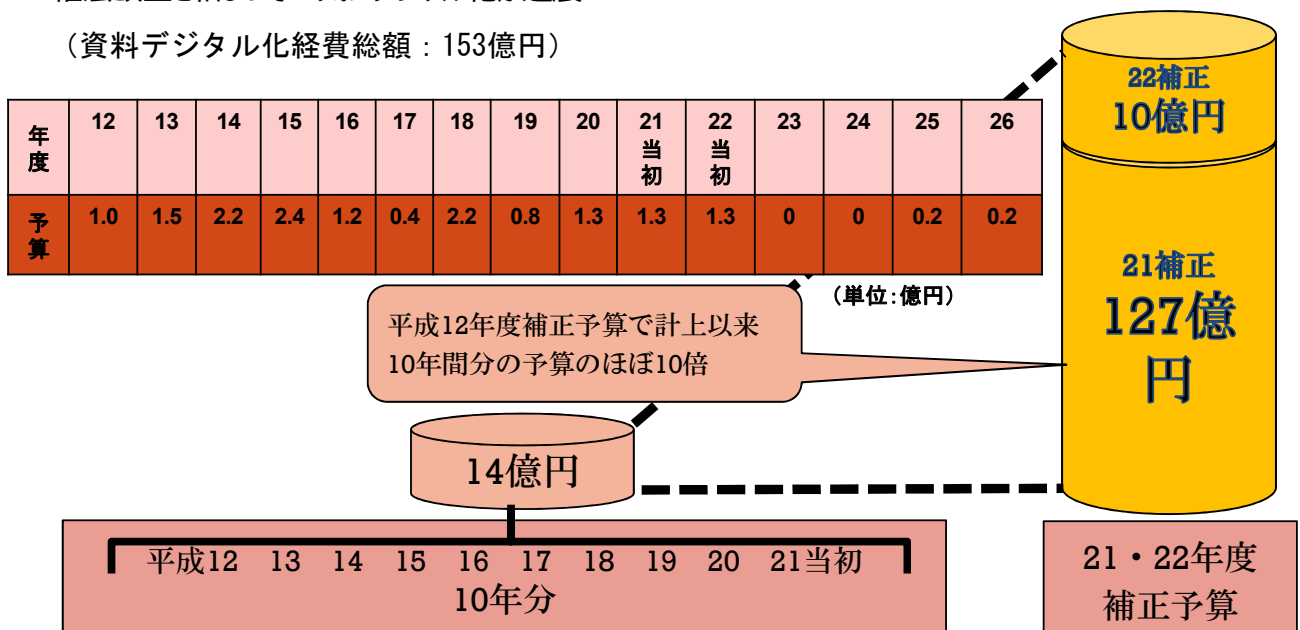 （資料デジタル化経費総額：153億円）
年度 12 13 14 15 16 17 18 19 20 21当初 22当初 23 24 25 26
予算 1.0 1.5 2.2 2.4 1.2 0.4 2.2 0.8 1.3 1.3 1.3 0 0 0.2 0.2
（単位：億円）
22補正
10億円
21補正
127億
円
平成12年度補正予算で計上以来
10年間分の予算のほぼ10倍
14億円
平成12 13 14 15 16 17 18 19 20 21当初
10年分
21・22年度
補正予算